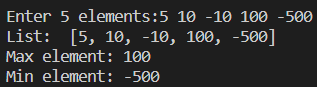 Enter 5 elements:5 10 -10 100 -500
List:  [5, 10, -10, 100, -500]
Max element: 100
Min element: -500